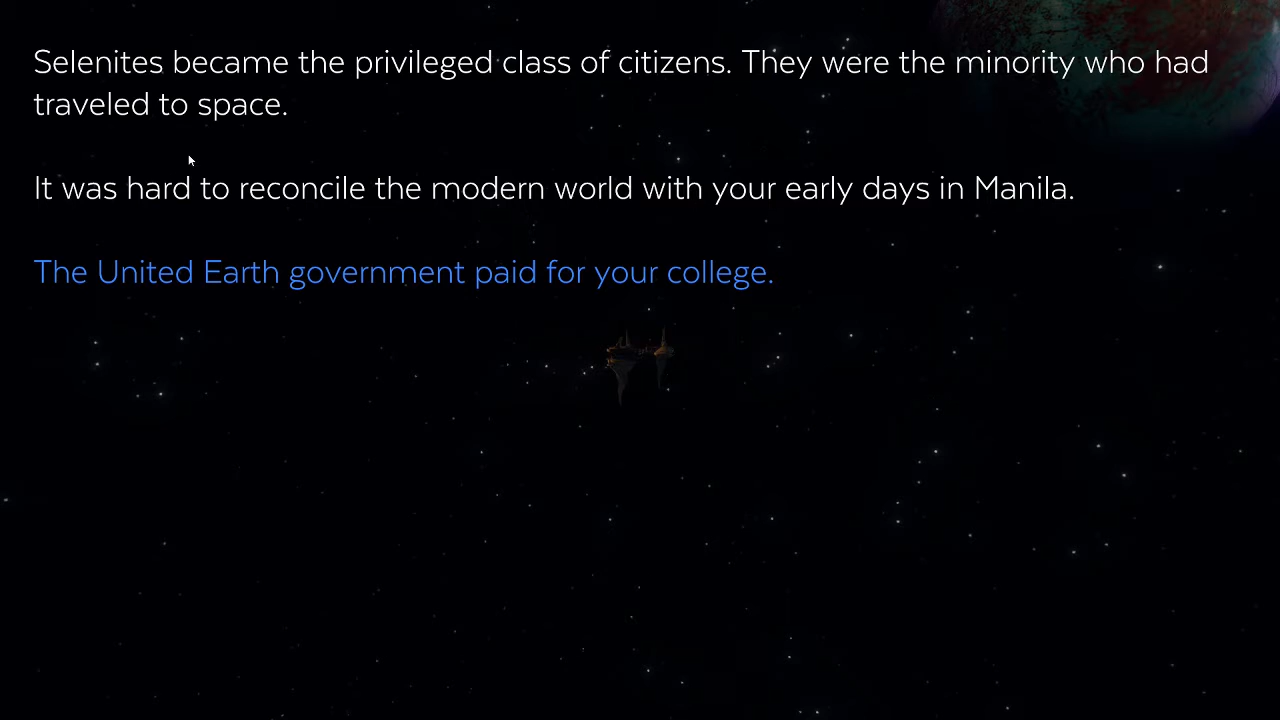 Selenites became the privileged class of citizens. They were the minority who had
traveled to space.
It was hard to reconcile the modern world with your early days in Manila.
The United Earth government paid for your college.